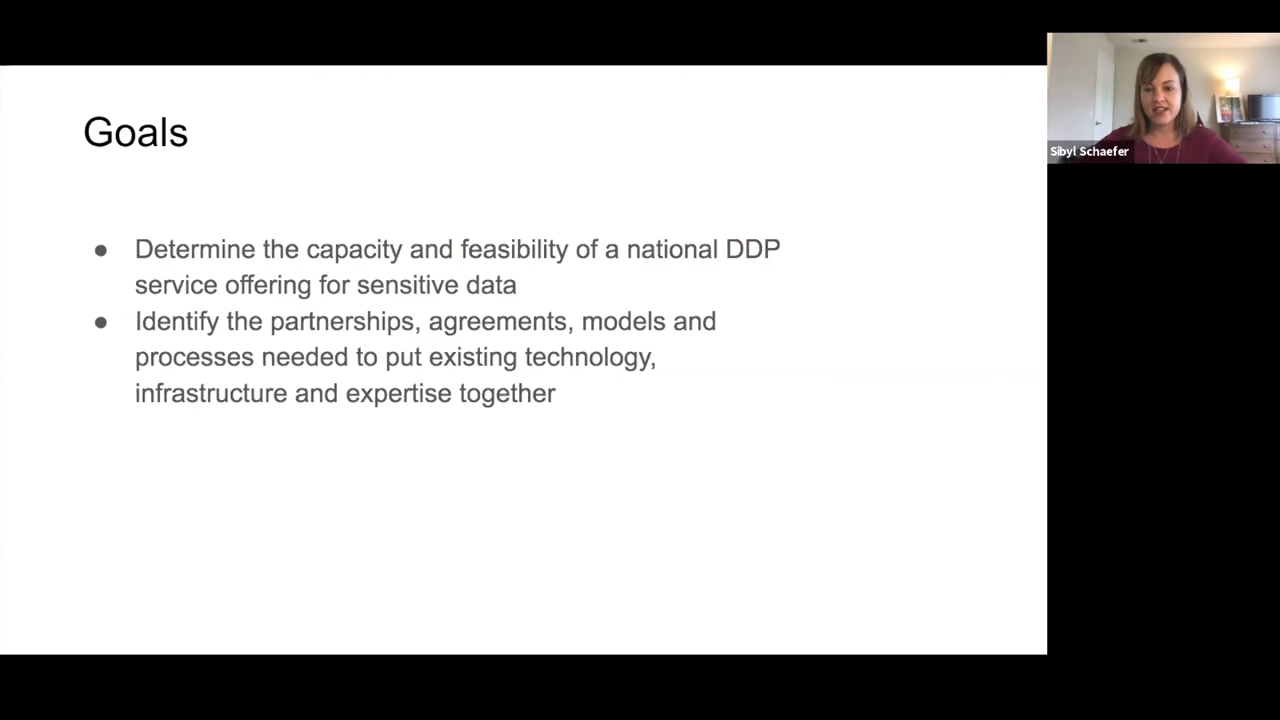 Goals
● Determine the capacity and feasibility of a national DDP
service offering for sensitive data
● Identify the partnerships, agreements, models and
processes needed to put existing technology,
infrastructure and expertise together
Sibyl Schaefer